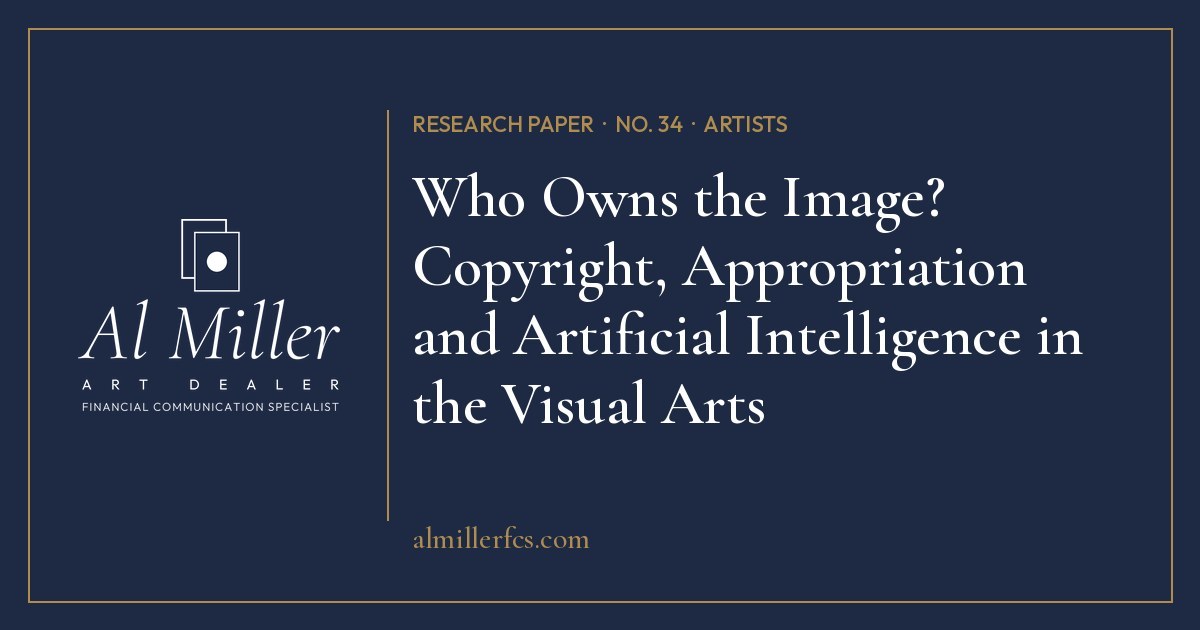 Al Miller
ART DEALER
FINANCIAL COMMUNICATION SPECIALIST
RESEARCH PAPER · NO. 34 · ARTISTS
Who Owns the Image?
Copyright, Appropriation
and Artificial Intelligence in
the Visual Arts
almillerfcs.com